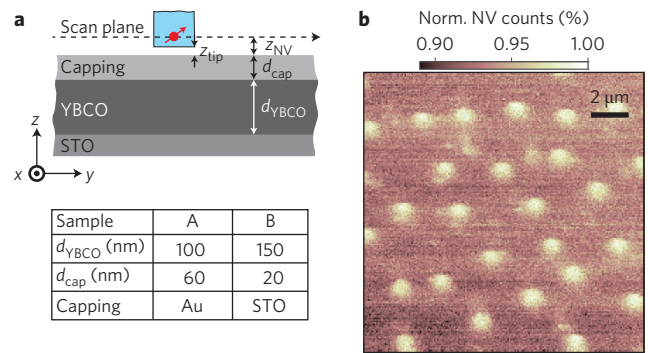 a
Scan plane
z_tip
z_NV
Capping
d_cap
YBCO
d_YBCO
STO
z
x
y
Sample A B
d_YBCO (nm) 100 150
d_cap (nm) 60 20
Capping Au STO
b
Norm. NV counts (%)
0.90 0.95 1.00
2 μm